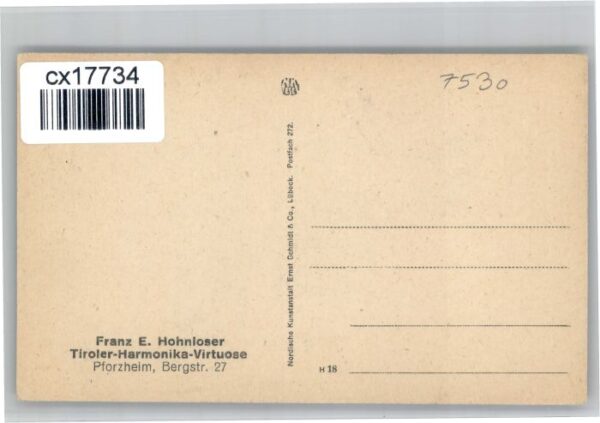 cx17734
7530
Nordische Kunstanstalt Ernst Schmidt & Co., Lübeck. Postfach 272.
Franz E. Hohnloser
Tiroler-Harmonika-Virtuose
Pforzheim, Bergstr. 27
H 18